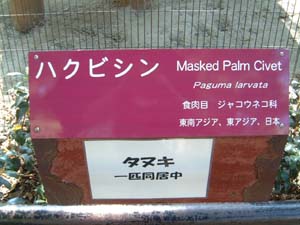 ハクビシン Masked Palm Civet
Paguma larvata
食肉目 ジャコウネコ科
東南アジア、東アジア、日本
タヌキ
一匹同居中